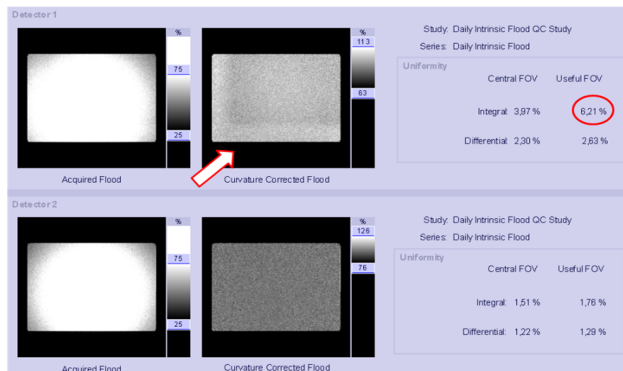 Detector 1
Study: Daily Intrinsic Flood QC Study
Series: Daily Intrinsic Flood
Uniformity
Central FOV Useful FOV
Integral: 3,97 % 6,21 %
Differential: 2,30 % 2,63 %
%
75
25
%
113
63
Acquired Flood
Curvature Corrected Flood
Detector 2
Study: Daily Intrinsic Flood QC Study
Series: Daily Intrinsic Flood
Uniformity
Central FOV Useful FOV
Integral: 1,51 % 1,76 %
Differential: 1,22 % 1,29 %
%
75
25
%
126
76
Acquired Flood
Curvature Corrected Flood